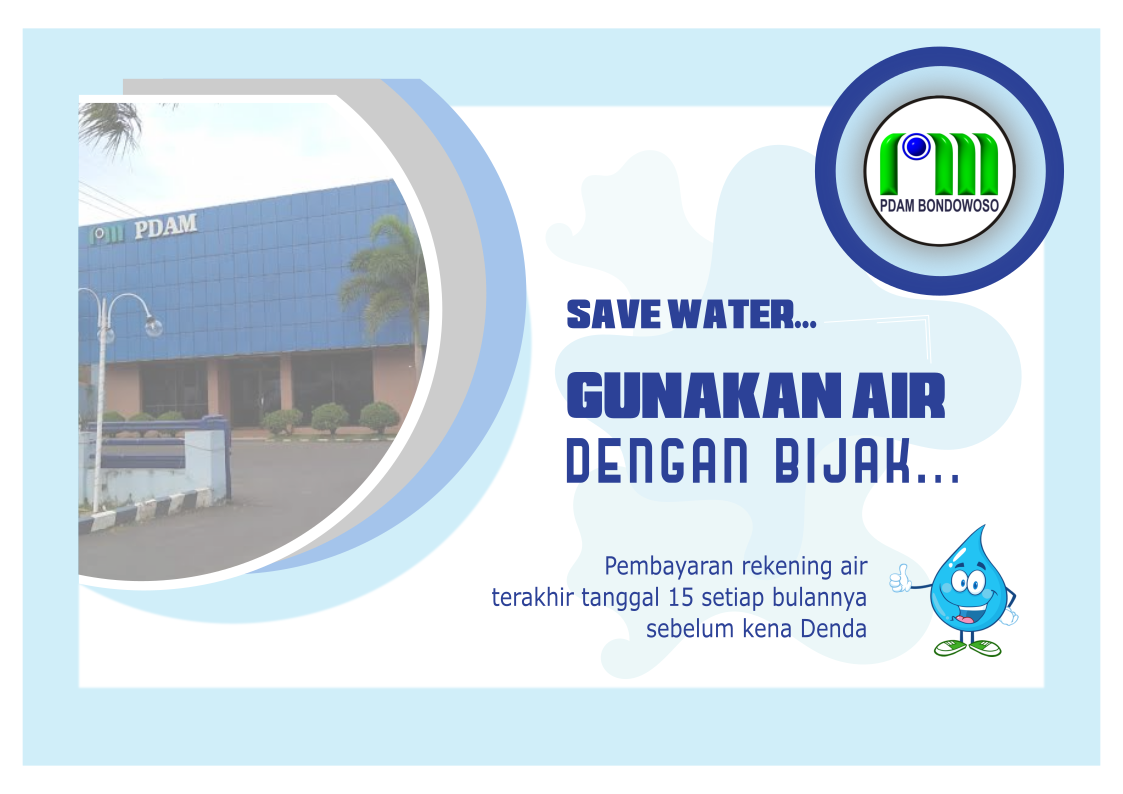 PDAM
PDAM BONDOWOSO
SAVE WATER...
GUNAKAN AIR
DENGAN BIJAK...
Pembayaran rekening air
terakhir tanggal 15 setiap bulannya
sebelum kena Denda